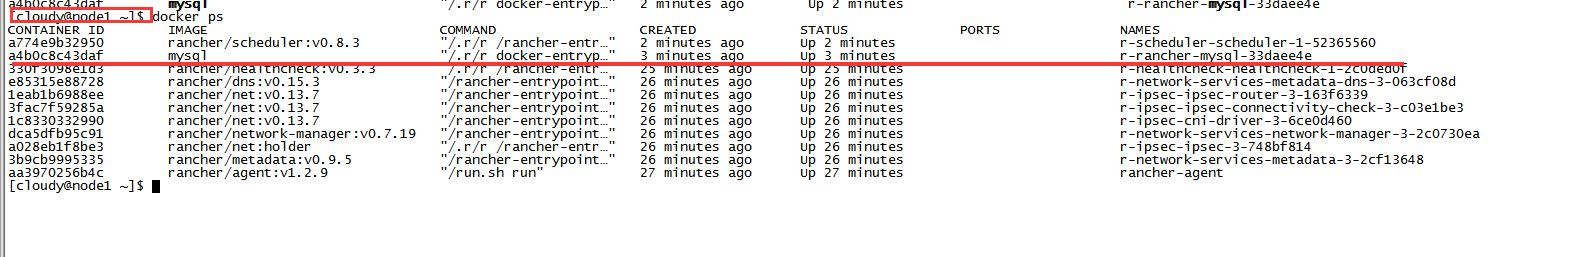 a4b0c8c43daf mysql "/.r/r docker-entryp…" 2 minutes ago Up 2 minutes r-rancher-mysql-33daee4e
[cloudy@node1 ~]$ docker ps
CONTAINER ID IMAGE COMMAND CREATED STATUS PORTS NAMES
a774e9b32950 rancher/scheduler:v0.8.3 "/.r/r /rancher-entr…" 2 minutes ago Up 2 minutes r-scheduler-scheduler-1-52365560
a4b0c8c43daf mysql "/.r/r docker-entryp…" 3 minutes ago Up 3 minutes r-rancher-mysql-33daee4e
330f3098e1d3 rancher/healthcheck:v0.3.3 "/.r/r /rancher-entr…" 25 minutes ago Up 25 minutes r-healthcheck-healthcheck-1-2c0ded0f
e85315e88728 rancher/dns:v0.15.3 "/rancher-entrypoint…" 26 minutes ago Up 26 minutes r-network-services-metadata-dns-3-063cf08d
1eab1b6988ee rancher/net:v0.13.7 "/rancher-entrypoint…" 26 minutes ago Up 26 minutes r-ipsec-ipsec-router-3-163f6339
3fac7f59285a rancher/net:v0.13.7 "/rancher-entrypoint…" 26 minutes ago Up 26 minutes r-ipsec-ipsec-connectivity-check-3-c03e1be3
1c8330332990 rancher/net:v0.13.7 "/rancher-entrypoint…" 26 minutes ago Up 26 minutes r-ipsec-cni-driver-3-6ce0d460
dca5dfb95c91 rancher/network-manager:v0.7.19 "/rancher-entrypoint…" 26 minutes ago Up 26 minutes r-network-services-network-manager-3-2c0730ea
a028eb1f8be3 rancher/net:holder "/.r/r /rancher-entr…" 26 minutes ago Up 26 minutes r-ipsec-ipsec-3-748bf814
3b9cb9995335 rancher/metadata:v0.9.5 "/rancher-entrypoint…" 26 minutes ago Up 26 minutes r-network-services-metadata-3-2cf13648
aa3970256b4c rancher/agent:v1.2.9 "/run.sh run" 27 minutes ago Up 27 minutes rancher-agent
[cloudy@node1 ~]$